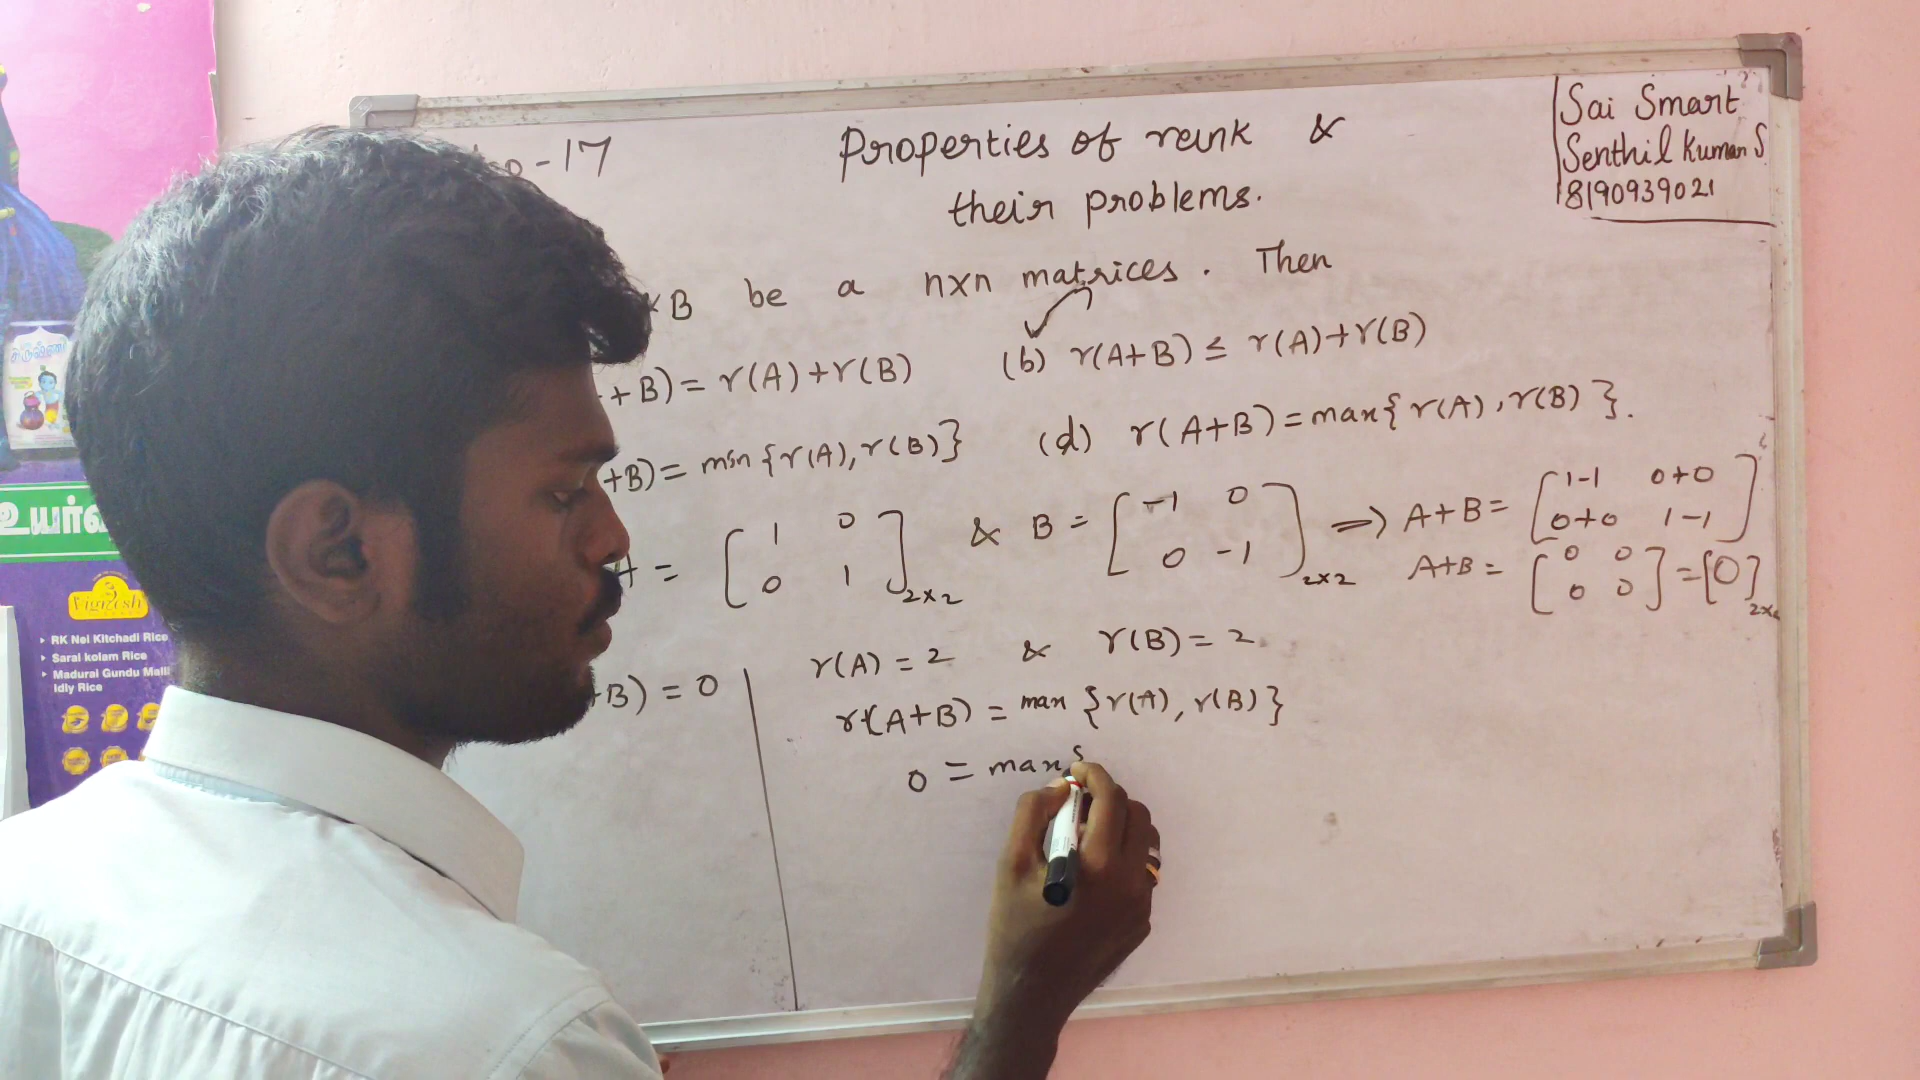 o-17
Properties of rank &
their problems.
Sai Smart
Senthil Kumar S
8190939021
& B be a nxn matrices. Then
+ B) = r(A) + r(B) (b) r(A+B) ≤ r(A)+r(B)
+B) = min {r(A), r(B)} (d) r(A+B) = max{r(A), r(B)}.
A = [1 0 0 1]2x2 & B = [-1 0 0 -1]2x2 ⇒ A+B = [1-1 0+0 0+0 1-1]
A+B = [0 0 0 0] = [0]2x2
r(A) = 2 & r(B) = 2
+B) = 0
r(A+B) = max {r(A), r(B)}
0 = max {
உயர்
ஸ்ரீ கிருஷ்ணா
Vignesh
RK Nel Kitchadi Rice
Saral kolam Rice
Madurai Gundu Malli
Idly Rice